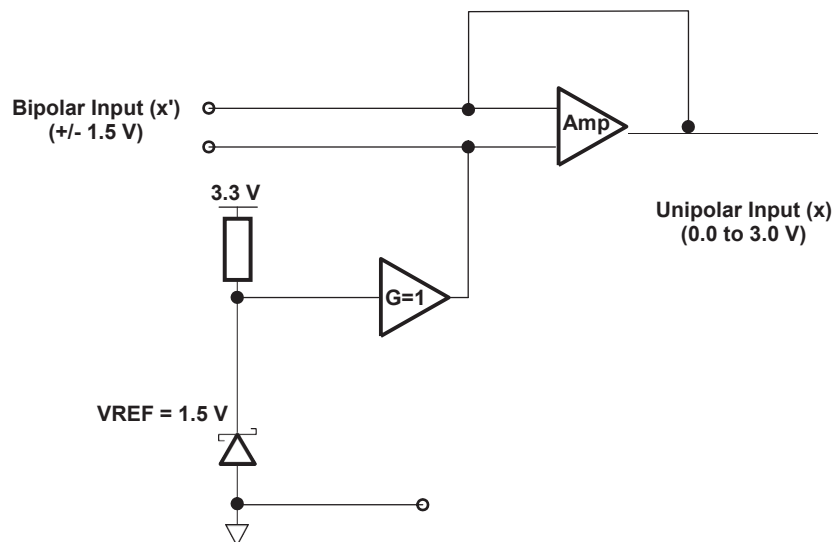 Bipolar Input (x')
(+/- 1.5 V)
Amp
3.3 V
Unipolar Input (x)
(0.0 to 3.0 V)
G=1
VREF = 1.5 V